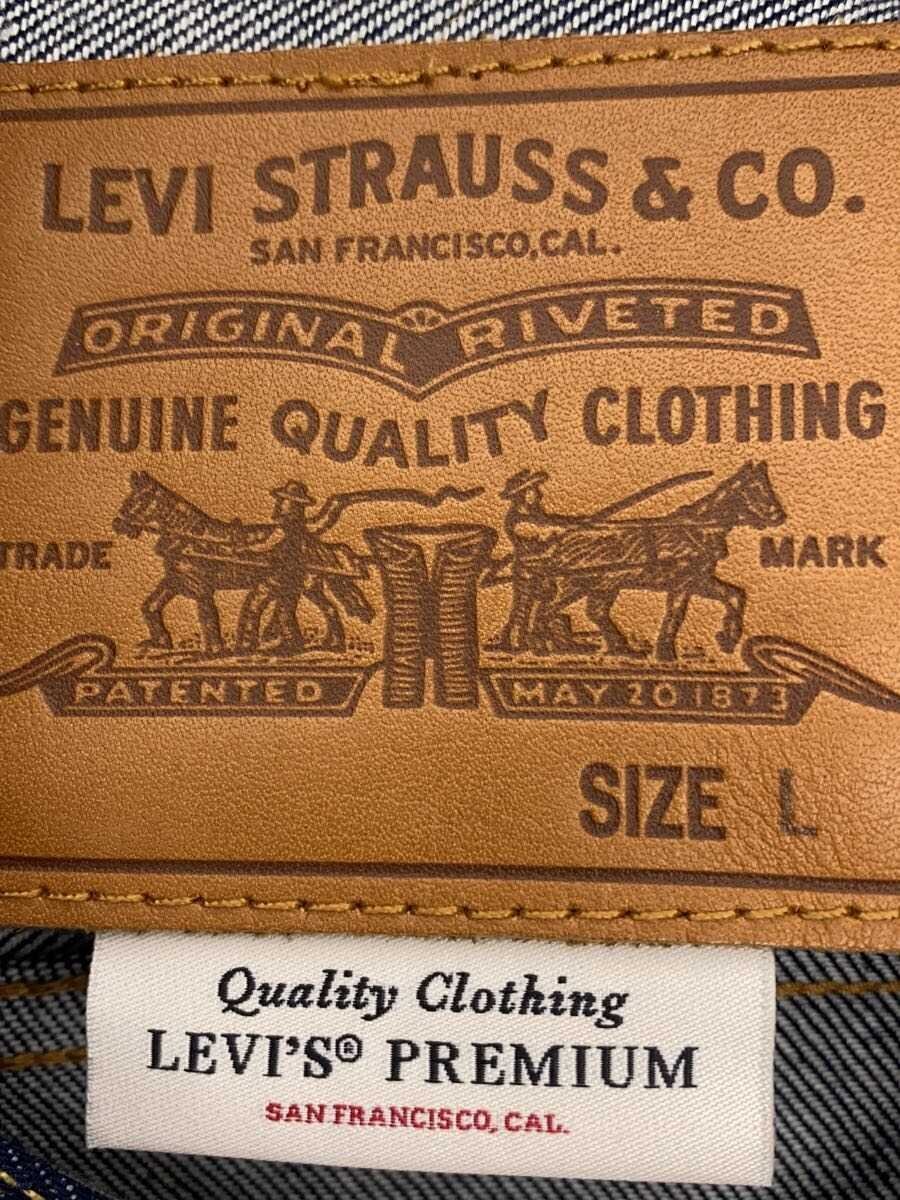 LEVI STRAUSS & CO.
SAN FRANCISCO, CAL.
ORIGINAL RIVETED
GENUINE QUALITY CLOTHING
TRADE MARK
PATENTED MAY 20 1873
SIZE L
Quality Clothing
LEVI'S® PREMIUM
SAN FRANCISCO, CAL.